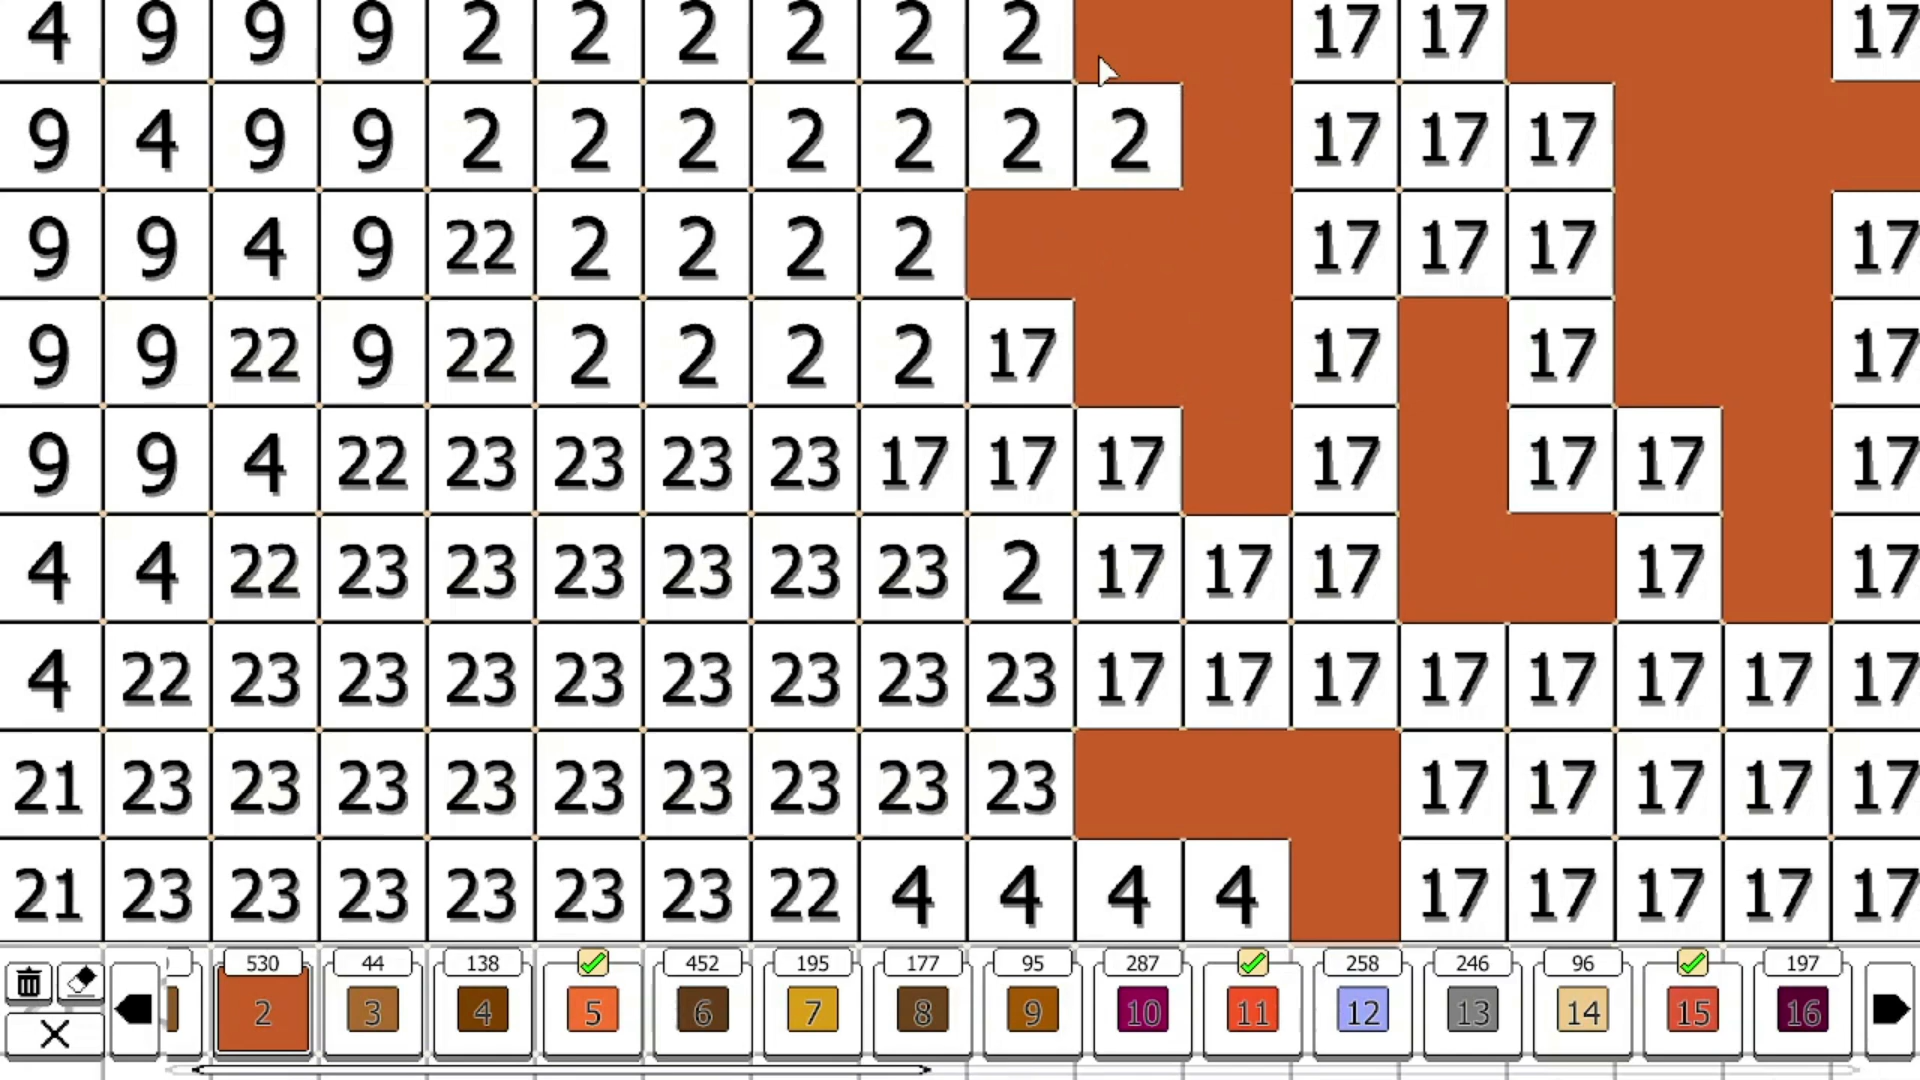 4 9 9 9 2 2 2 2 2 2 17 17 17
9 4 9 9 2 2 2 2 2 2 2 17 17 17
9 9 4 9 22 2 2 2 2 17 17 17 17
9 9 22 9 22 2 2 2 2 17 17 17 17
9 9 4 22 23 23 23 23 17 17 17 17 17 17 17
4 4 22 23 23 23 23 23 23 2 17 17 17 17 17
4 22 23 23 23 23 23 23 23 23 17 17 17 17 17 17 17 17
21 23 23 23 23 23 23 23 23 23 17 17 17 17 17
21 23 23 23 23 23 23 22 4 4 4 4 17 17 17 17 17
530 44 138 452 195 177 95 287 258 246 96 197
2 3 4 5 6 7 8 9 10 11 12 13 14 15 16